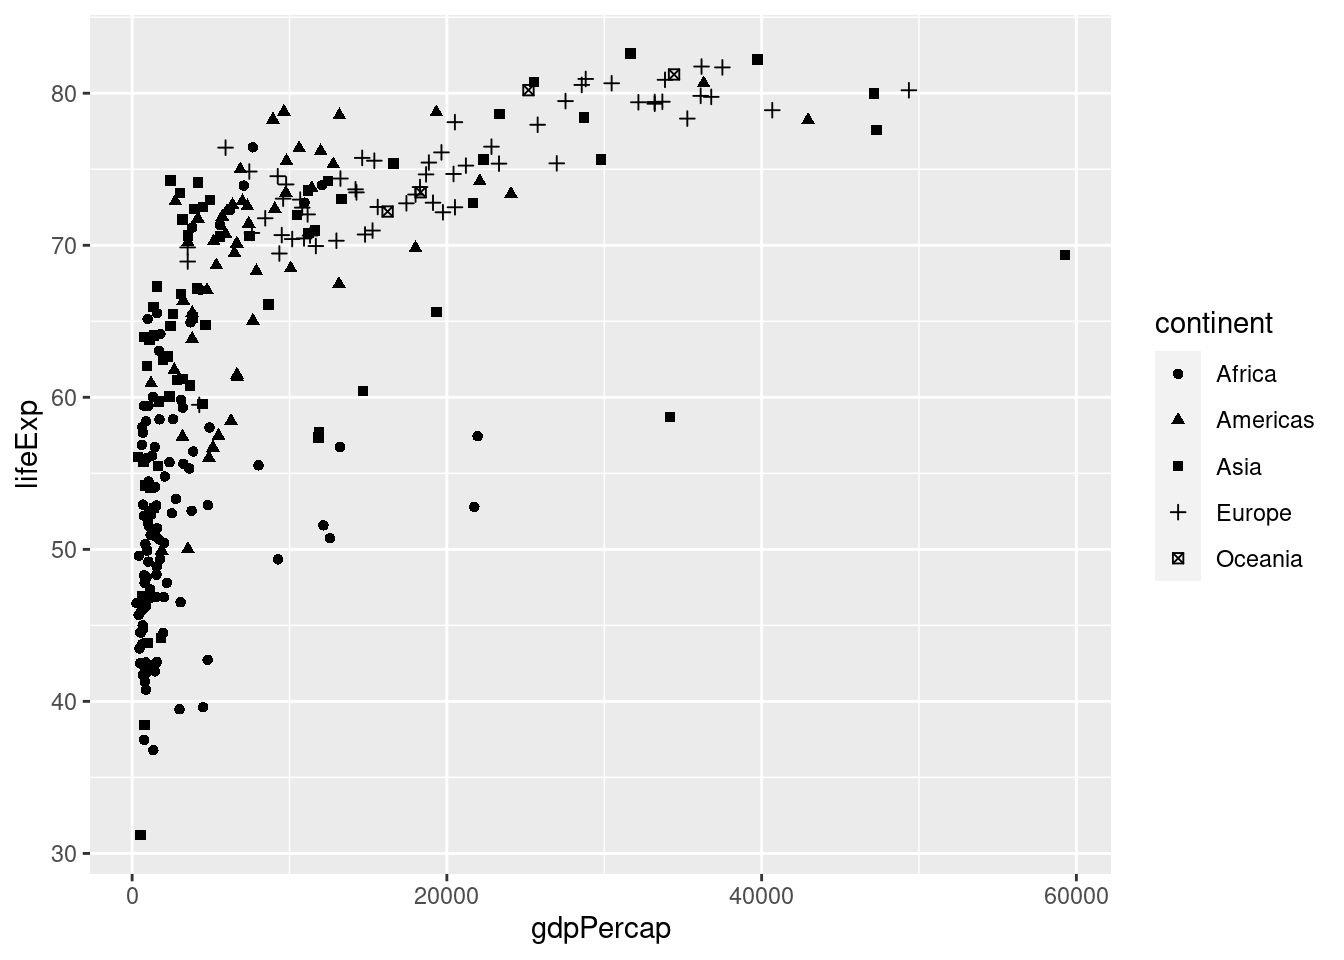 80
70
60
50
40
30
lifeExp
0
20000
40000
60000
gdpPercap
continent
Africa
Americas
Asia
Europe
Oceania